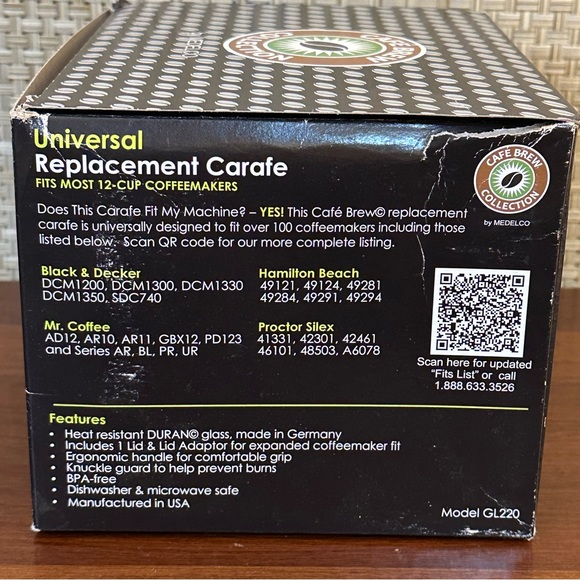 CAFÉ BREW
COLLECTION
Universal
Replacement Carafe
FITS MOST 12-CUP COFFEEMAKERS
Does This Carafe Fit My Machine? – YES! This Café Brew© replacement
carafe is universally designed to fit over 100 coffeemakers including those
listed below. Scan QR code for our more complete listing.
CAFÉ BREW
COLLECTION
by MEDELCO
Black & Decker
DCM1200, DCM1300, DCM1330
DCM1350, SDC740
Hamilton Beach
49121, 49124, 49281
49284, 49291, 49294
Mr. Coffee
AD12, AR10, AR11, GBX12, PD123
and Series AR, BL, PR, UR
Proctor Silex
41331, 42301, 42461
46101, 48503, A6078
Scan here for updated
"Fits List" or call
1.888.633.3526
Features
• Heat resistant DURAN© glass, made in Germany
• Includes 1 Lid & Lid Adaptor for expanded coffeemaker fit
• Ergonomic handle for comfortable grip
• Knuckle guard to help prevent burns
• BPA-free
• Dishwasher & microwave safe
• Manufactured in USA
Model GL220